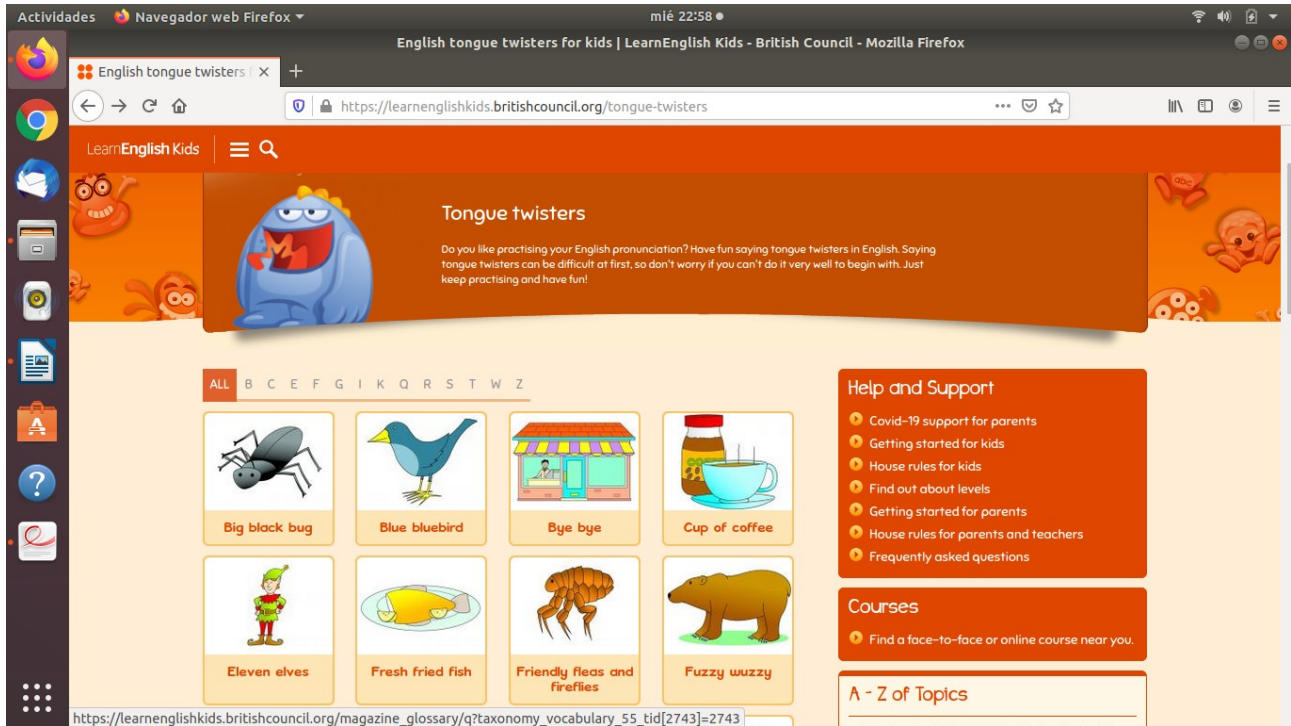 Actividades Navegador web Firefox mié 22:58
English tongue twisters for kids | LearnEnglish Kids - British Council - Mozilla Firefox
English tongue twisters
https://learnenglishkids.britishcouncil.org/tongue-twisters
LearnEnglish Kids
Tongue twisters
Do you like practising your English pronunciation? Have fun saying tongue twisters in English. Saying
tongue twisters can be difficult at first, so don't worry if you can't do it very well to begin with. Just
keep practising and have fun!
ALL B C E F G I K Q R S T W Z
Big black bug
Blue bluebird
Bye bye
Cup of coffee
Eleven elves
Fresh fried fish
Friendly fleas and
fireflies
Fuzzy wuzzy
Help and Support
Covid-19 support for parents
Getting started for kids
House rules for kids
Find out about levels
Getting started for parents
House rules for parents and teachers
Frequently asked questions
Courses
Find a face-to-face or online course near you.
A - Z of Topics
https://learnenglishkids.britishcouncil.org/magazine_glossary/q?taxonomy_vocabulary_55_tid[2743]=2743